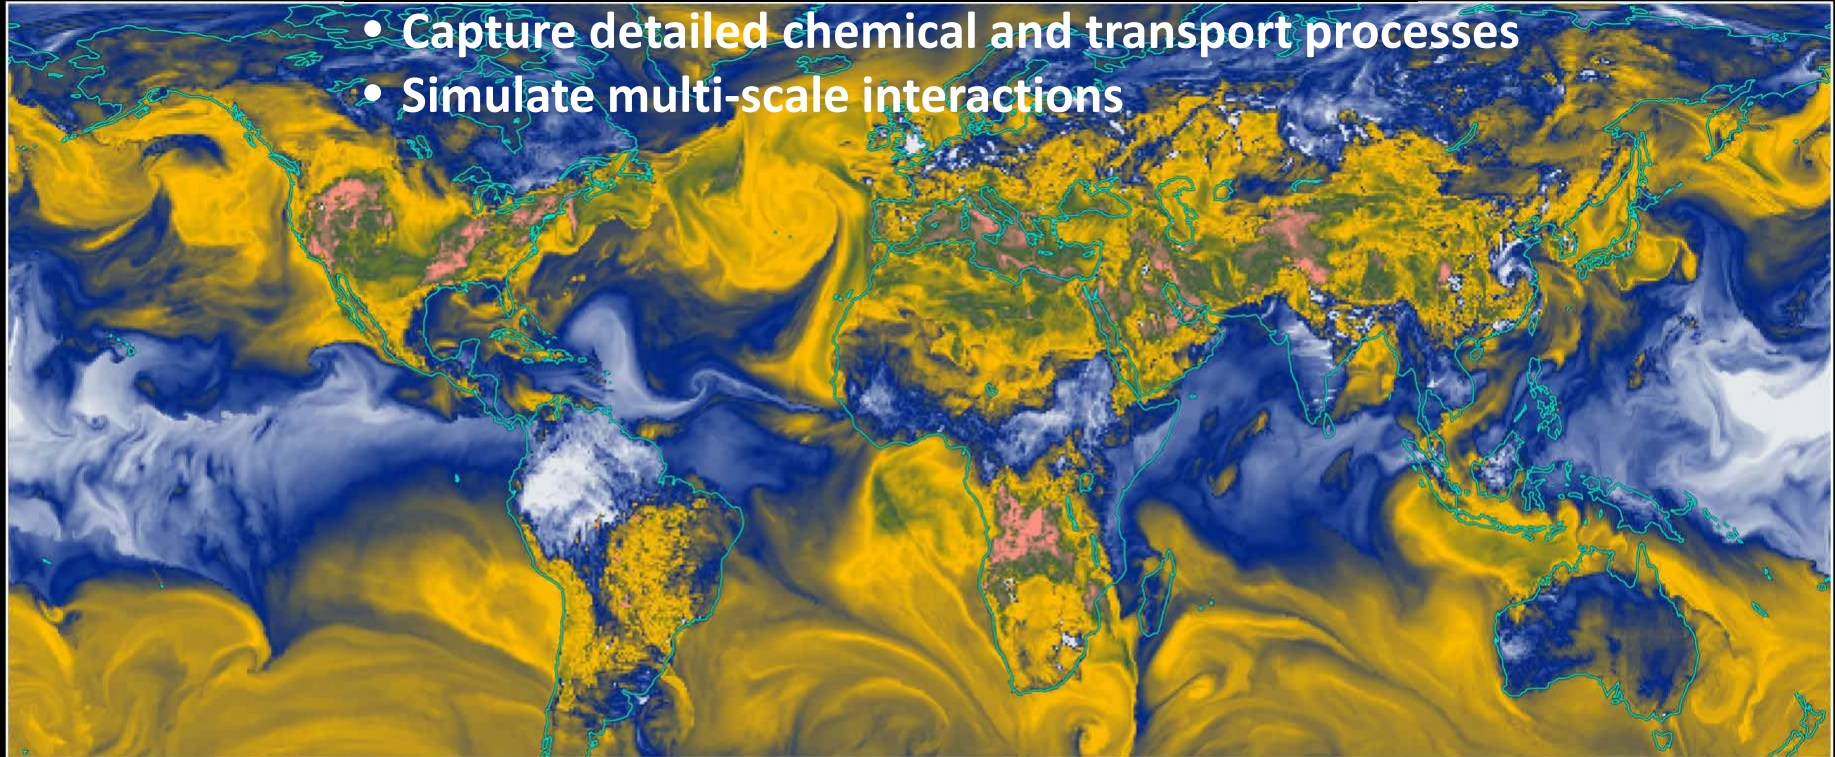 • Capture detailed chemical and transport processes
• Simulate multi-scale interactions